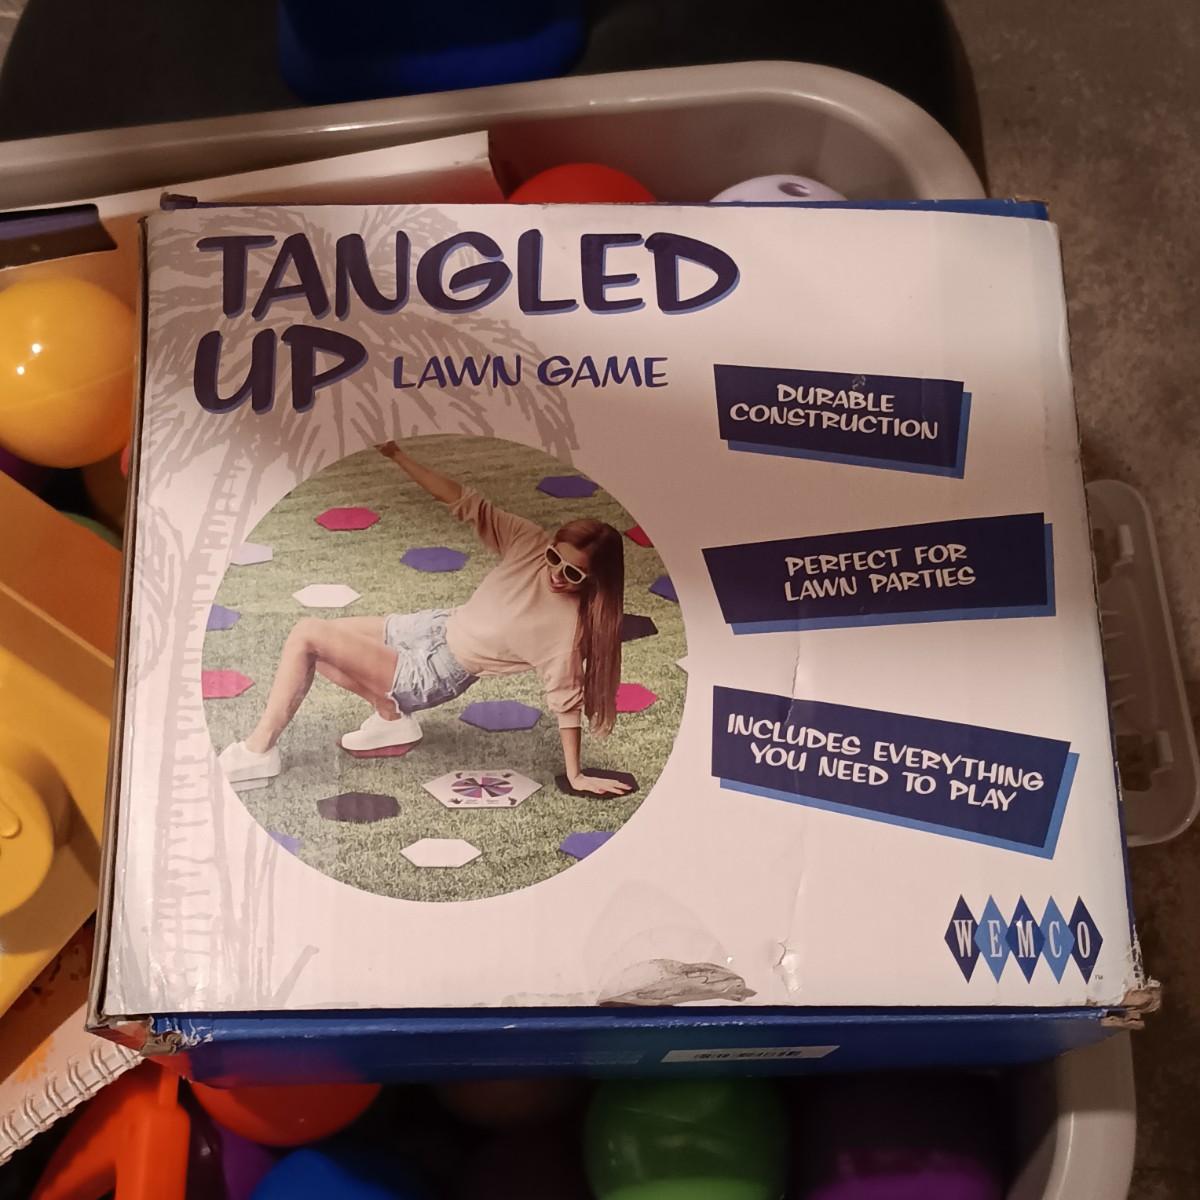 TANGLED
UP LAWN GAME
DURABLE
CONSTRUCTION
PERFECT FOR
LAWN PARTIES
INCLUDES EVERYTHING
YOU NEED TO PLAY
WEMCO